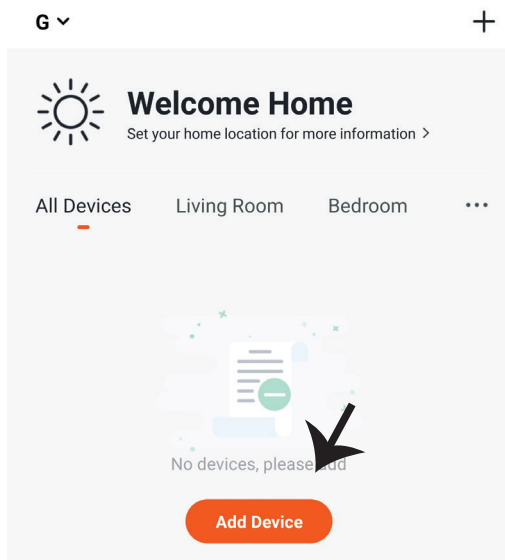 G
Welcome Home
Set your home location for more information >
All Devices Living Room Bedroom ...
No devices, please add
Add Device